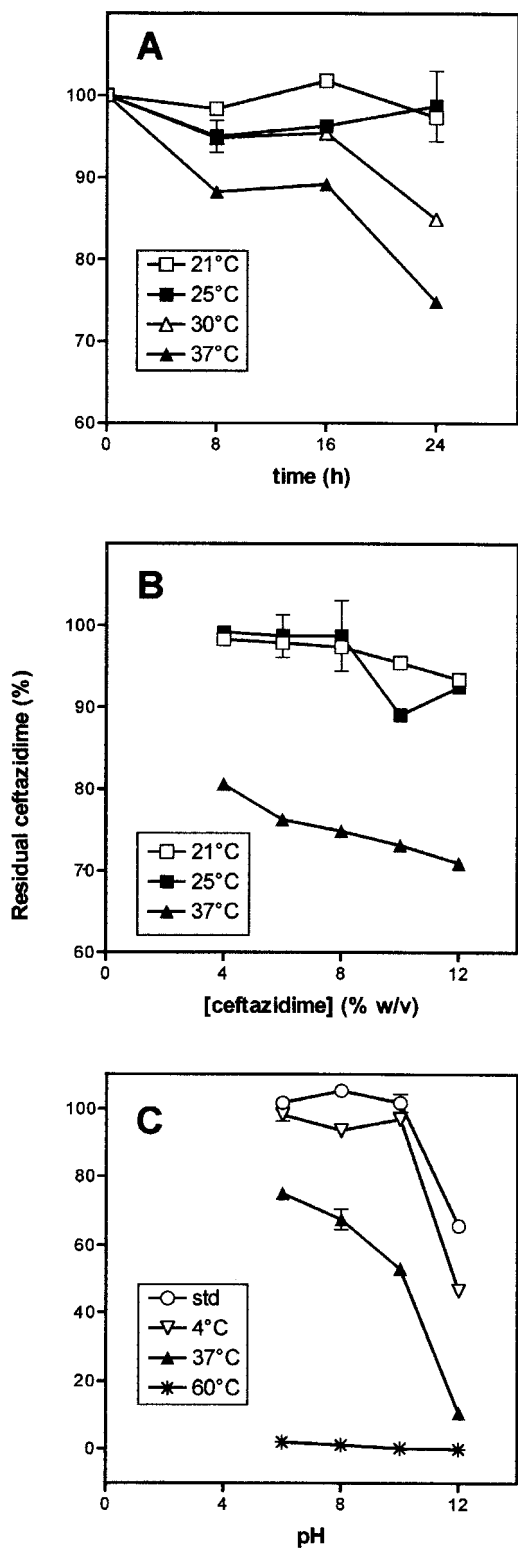 A
100
90
80
70
60
21°C
25°C
30°C
37°C
0
8
16
24
time (h)
Residual ceftazidime (%)
B
100
90
80
70
60
21°C
25°C
37°C
0
4
8
12
[ceftazidime] (% w/v)
C
100
80
60
40
20
0
std
4°C
37°C
60°C
0
4
8
12
pH